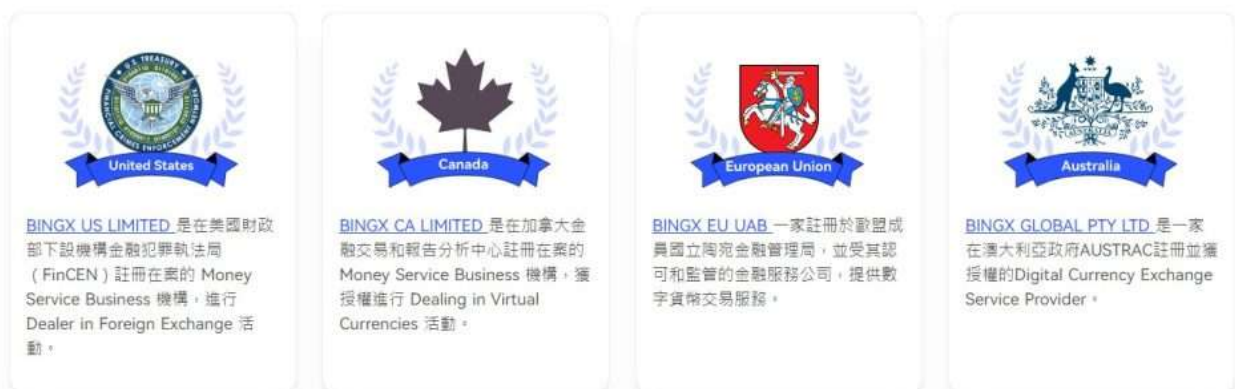 U.S. TREASURY
FINANCIAL CRIMES ENFORCEMENT NETWORK
United States
BINGX US LIMITED 是在美國財政
部下設機構金融犯罪執法局
（FinCEN）註冊在案的 Money
Service Business 機構，進行
Dealer in Foreign Exchange 活
動。
Canada
BINGX CA LIMITED 是在加拿大金
融交易和報告分析中心註冊在案的
Money Service Business 機構，獲
授權進行 Dealing in Virtual
Currencies 活動。
European Union
BINGX EU UAB 一家註冊於歐盟成
員國立陶宛金融管理局，並受其認
可和監管的金融服務公司，提供數
字貨幣交易服務。
AUSTRALIA
Australia
BINGX GLOBAL PTY LTD 是一家
在澳大利亞政府AUSTRAC註冊並獲
授權的Digital Currency Exchange
Service Provider。